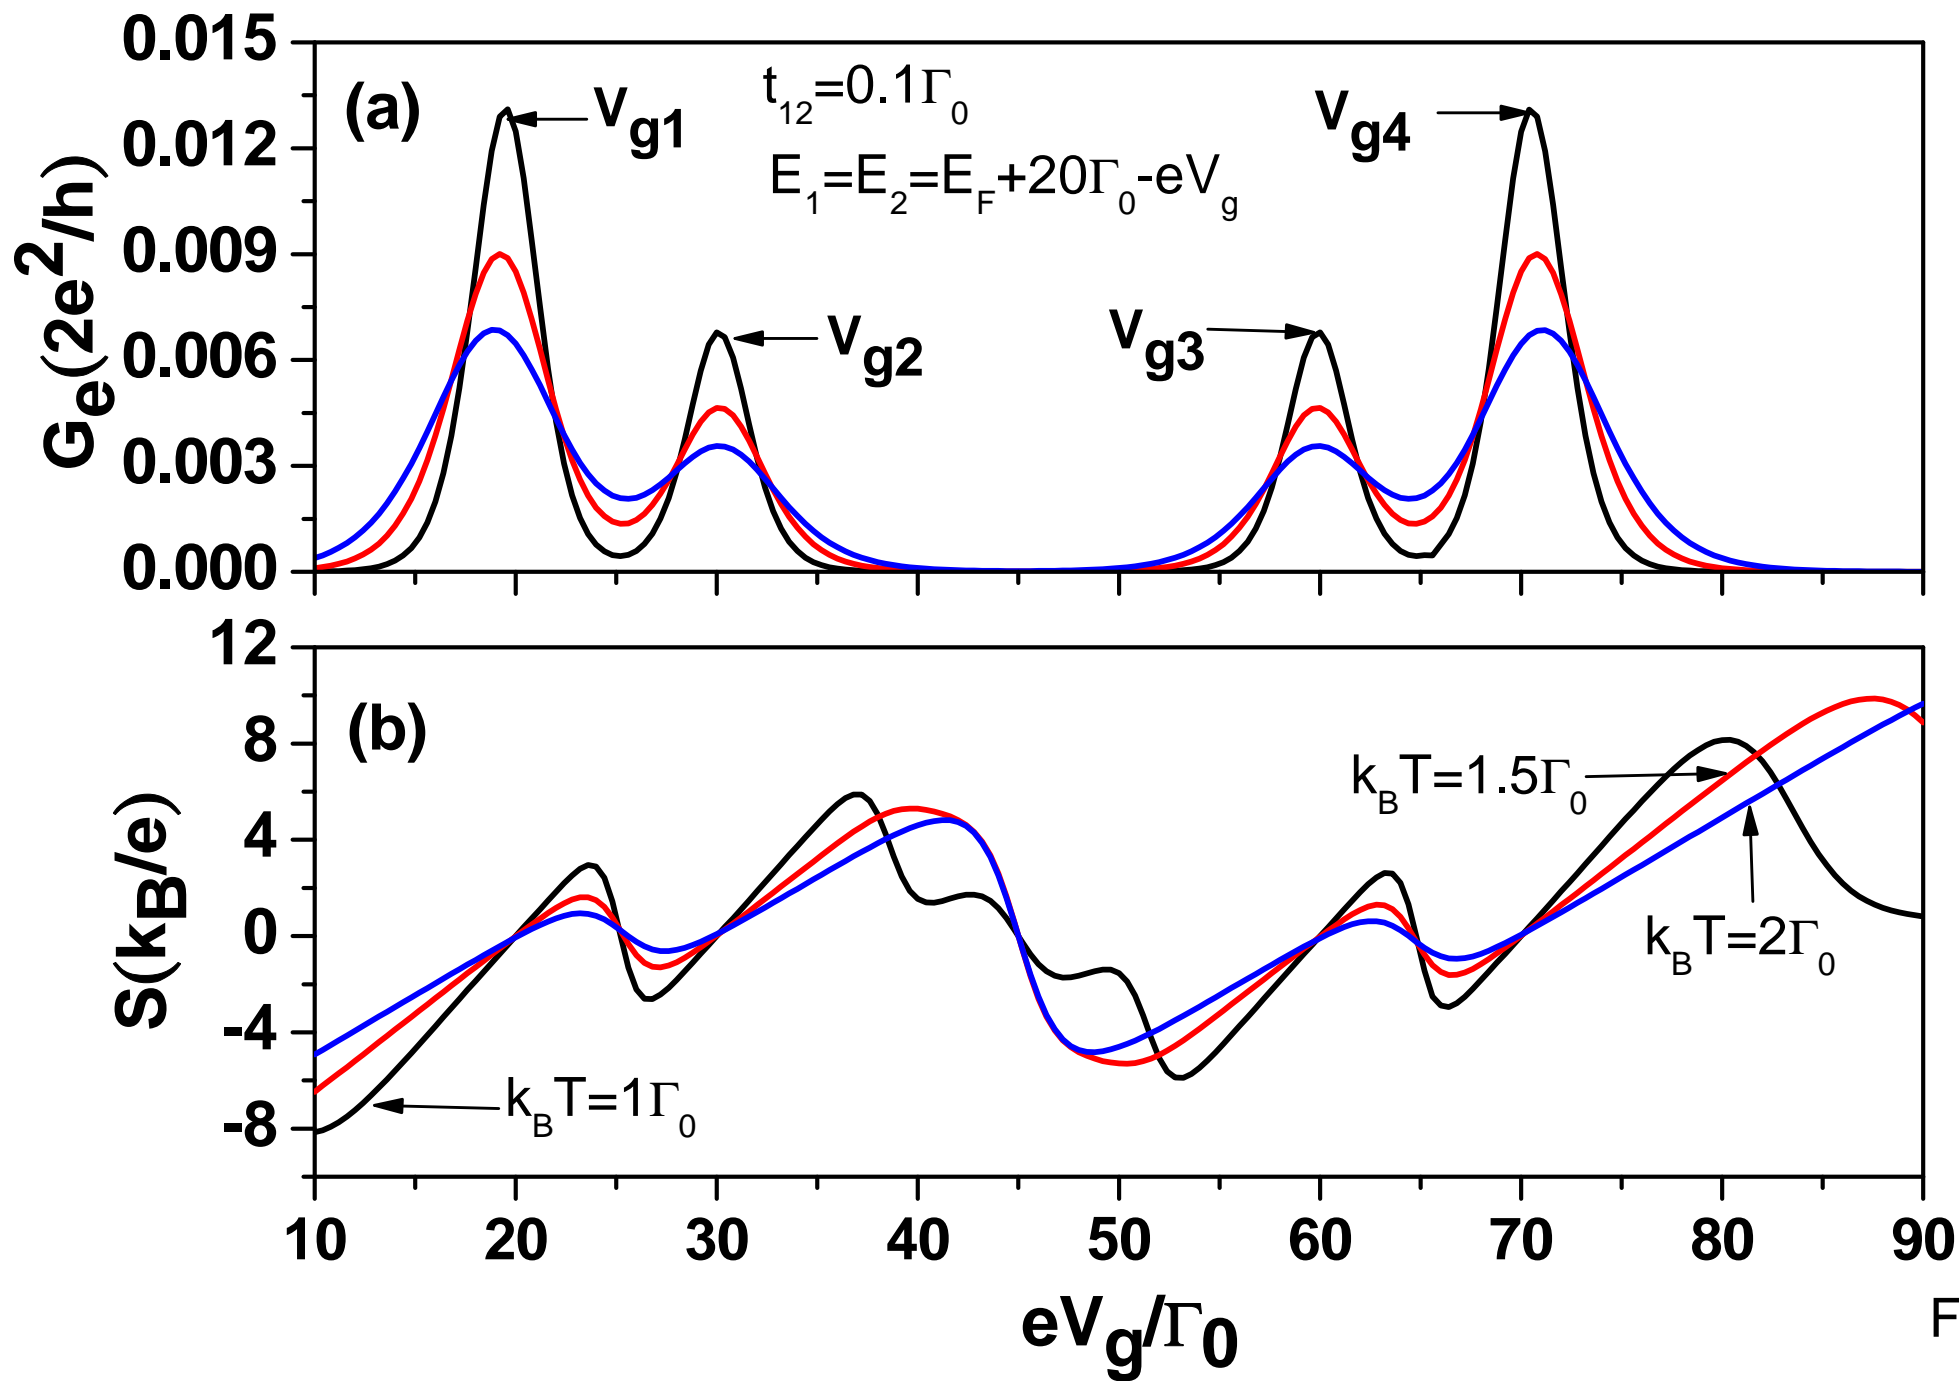 0.015
0.012
0.009
0.006
0.003
0.000
Ge(2e²/h)
(a)
Vg1
t12=0.1Γ0
E1=E2=EF+20Γ0-eVg
Vg4
Vg2
Vg3
12
8
4
0
-4
-8
S(kB/e)
(b)
kBT=1.5Γ0
kBT=2Γ0
kBT=1Γ0
10 20 30 40 50 60 70 80 90
eVg/Γ0
F